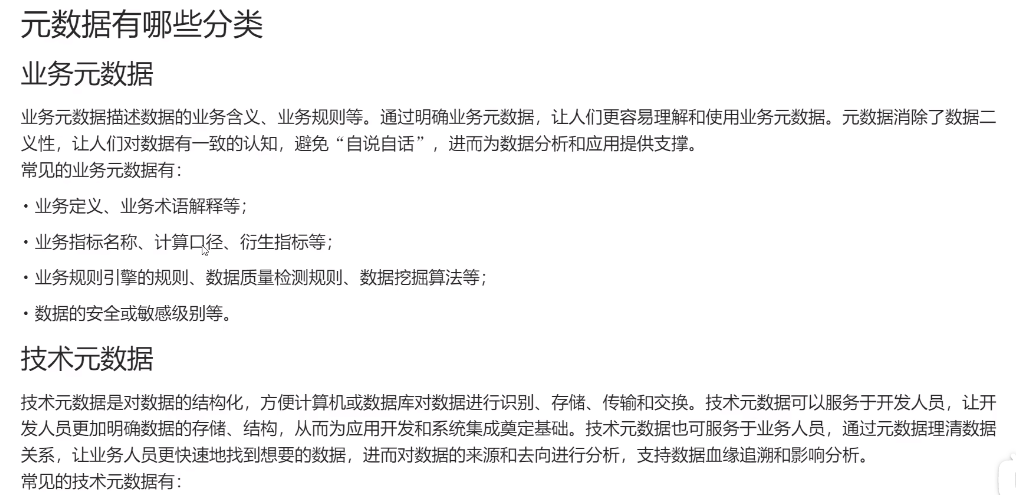 元数据有哪些分类
业务元数据
业务元数据描述数据的业务含义、业务规则等。通过明确业务元数据，让人们更容易理解和使用业务元数据。元数据消除了数据二
义性，让人们对数据有一致的认知，避免“自说自话”，进而为数据分析和应用提供支撑。
常见的业务元数据有：
• 业务定义、业务术语解释等；
• 业务指标名称、计算口径、衍生指标等；
• 业务规则引擎的规则、数据质量检测规则、数据挖掘算法等；
• 数据的安全或敏感级别等。
技术元数据
技术元数据是对数据的结构化，方便计算机或数据库对数据进行识别、存储、传输和交换。技术元数据可以服务于开发人员，让开
发人员更加明确数据的存储、结构，从而为应用开发和系统集成奠定基础。技术元数据也可服务于业务人员，通过元数据理清数据
关系，让业务人员更快速地找到想要的数据，进而对数据的来源和去向进行分析，支持数据血缘追溯和影响分析。
常见的技术元数据有：